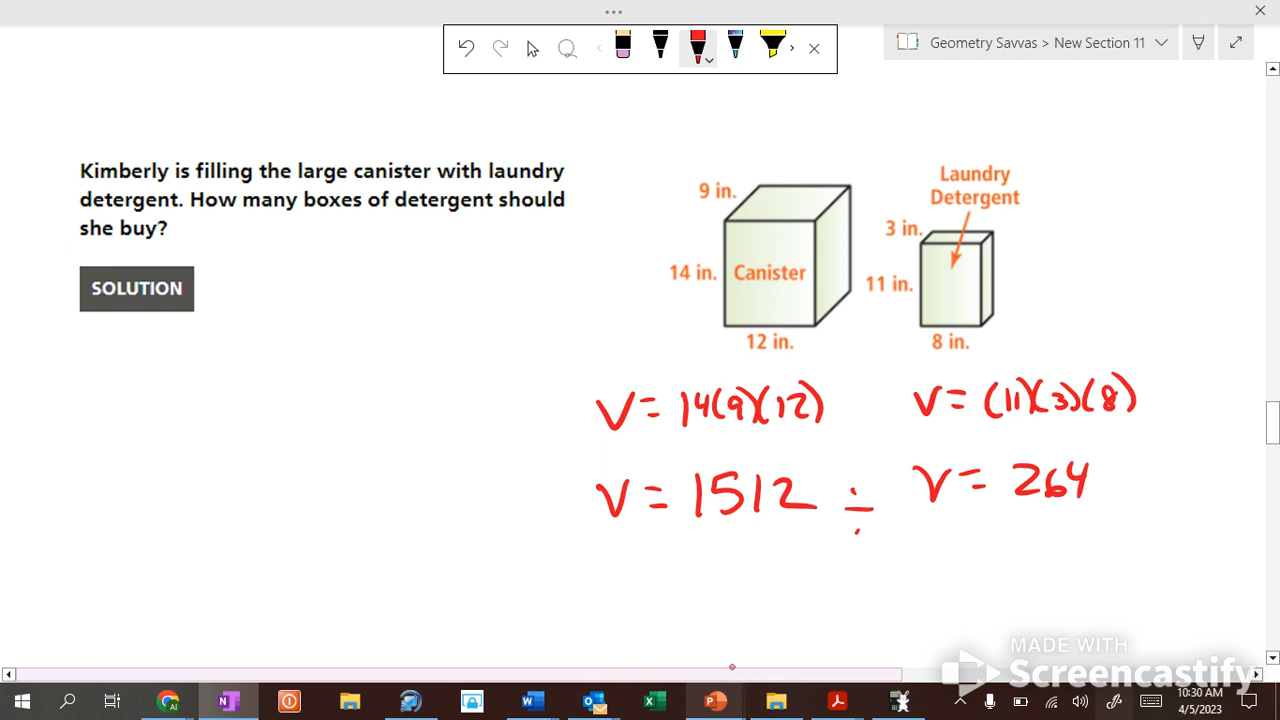 Geometry Savvas > New Section 11
Kimberly is filling the large canister with laundry
detergent. How many boxes of detergent should
she buy?
SOLUTION
Laundry
Detergent
9 in.
3 in.
14 in.
Canister
11 in.
12 in.
8 in.
V = 14(9)(12)
V = (11)(3)(8)
V = 1512 ÷
V = 264
MADE WITH
Screencastify
10:30 AM
4/5/2023